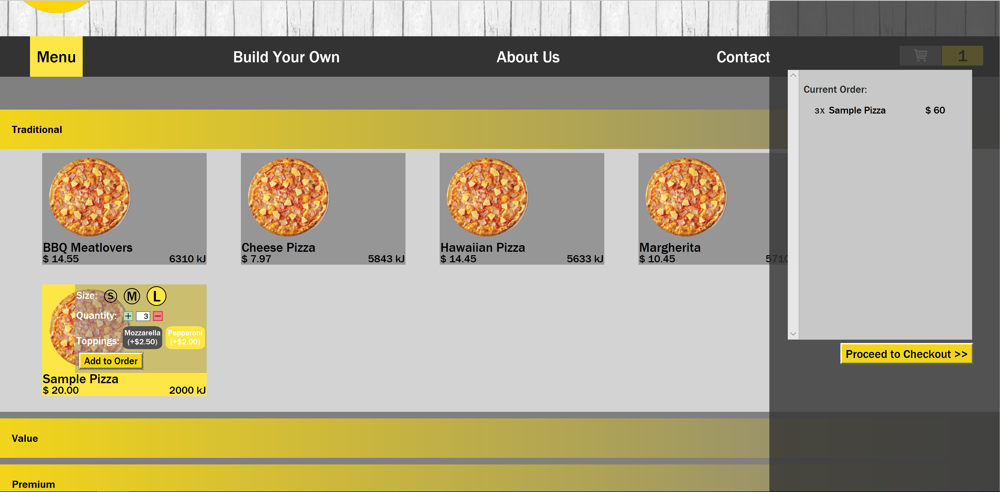 Menu
Build Your Own
About Us
Contact
1
Current Order:
3X Sample Pizza $ 60
Traditional
BBQ Meatlovers
$ 14.55 6310 kJ
Cheese Pizza
$ 7.97 5843 kJ
Hawaiian Pizza
$ 14.45 5633 kJ
Margherita
$ 10.45 5710
Size: S M L
Quantity: + 3 −
Toppings:
Mozzarella
(+$2.50)
Pepperoni
(+$2.00)
Add to Order
Sample Pizza
$ 20.00 2000 kJ
Proceed to Checkout >>
Value
Premium